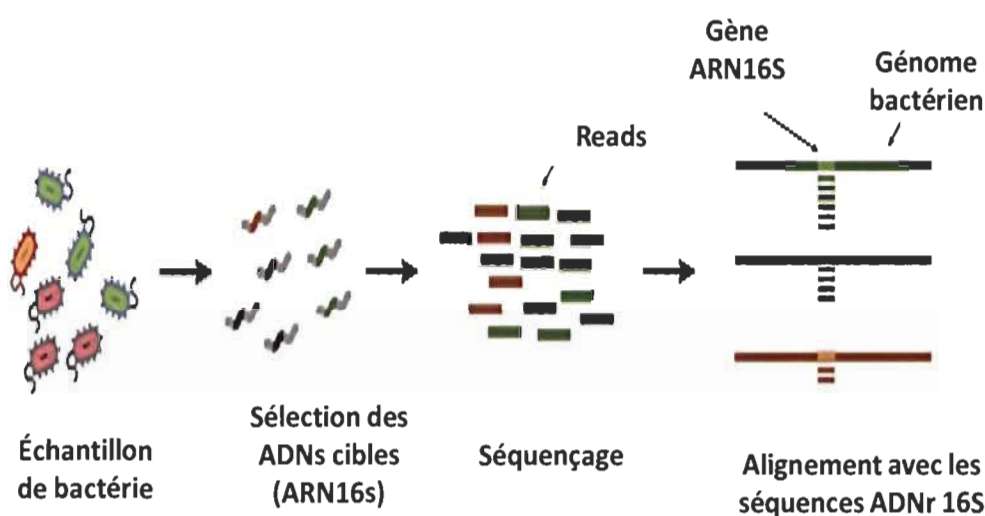 Gène
ARN16S
Génome
bactérien
Reads
Échantillon
de bactérie
Sélection des
ADNs cibles
(ARN16s)
Séquençage
Alignement avec les
séquences ADNr 16S